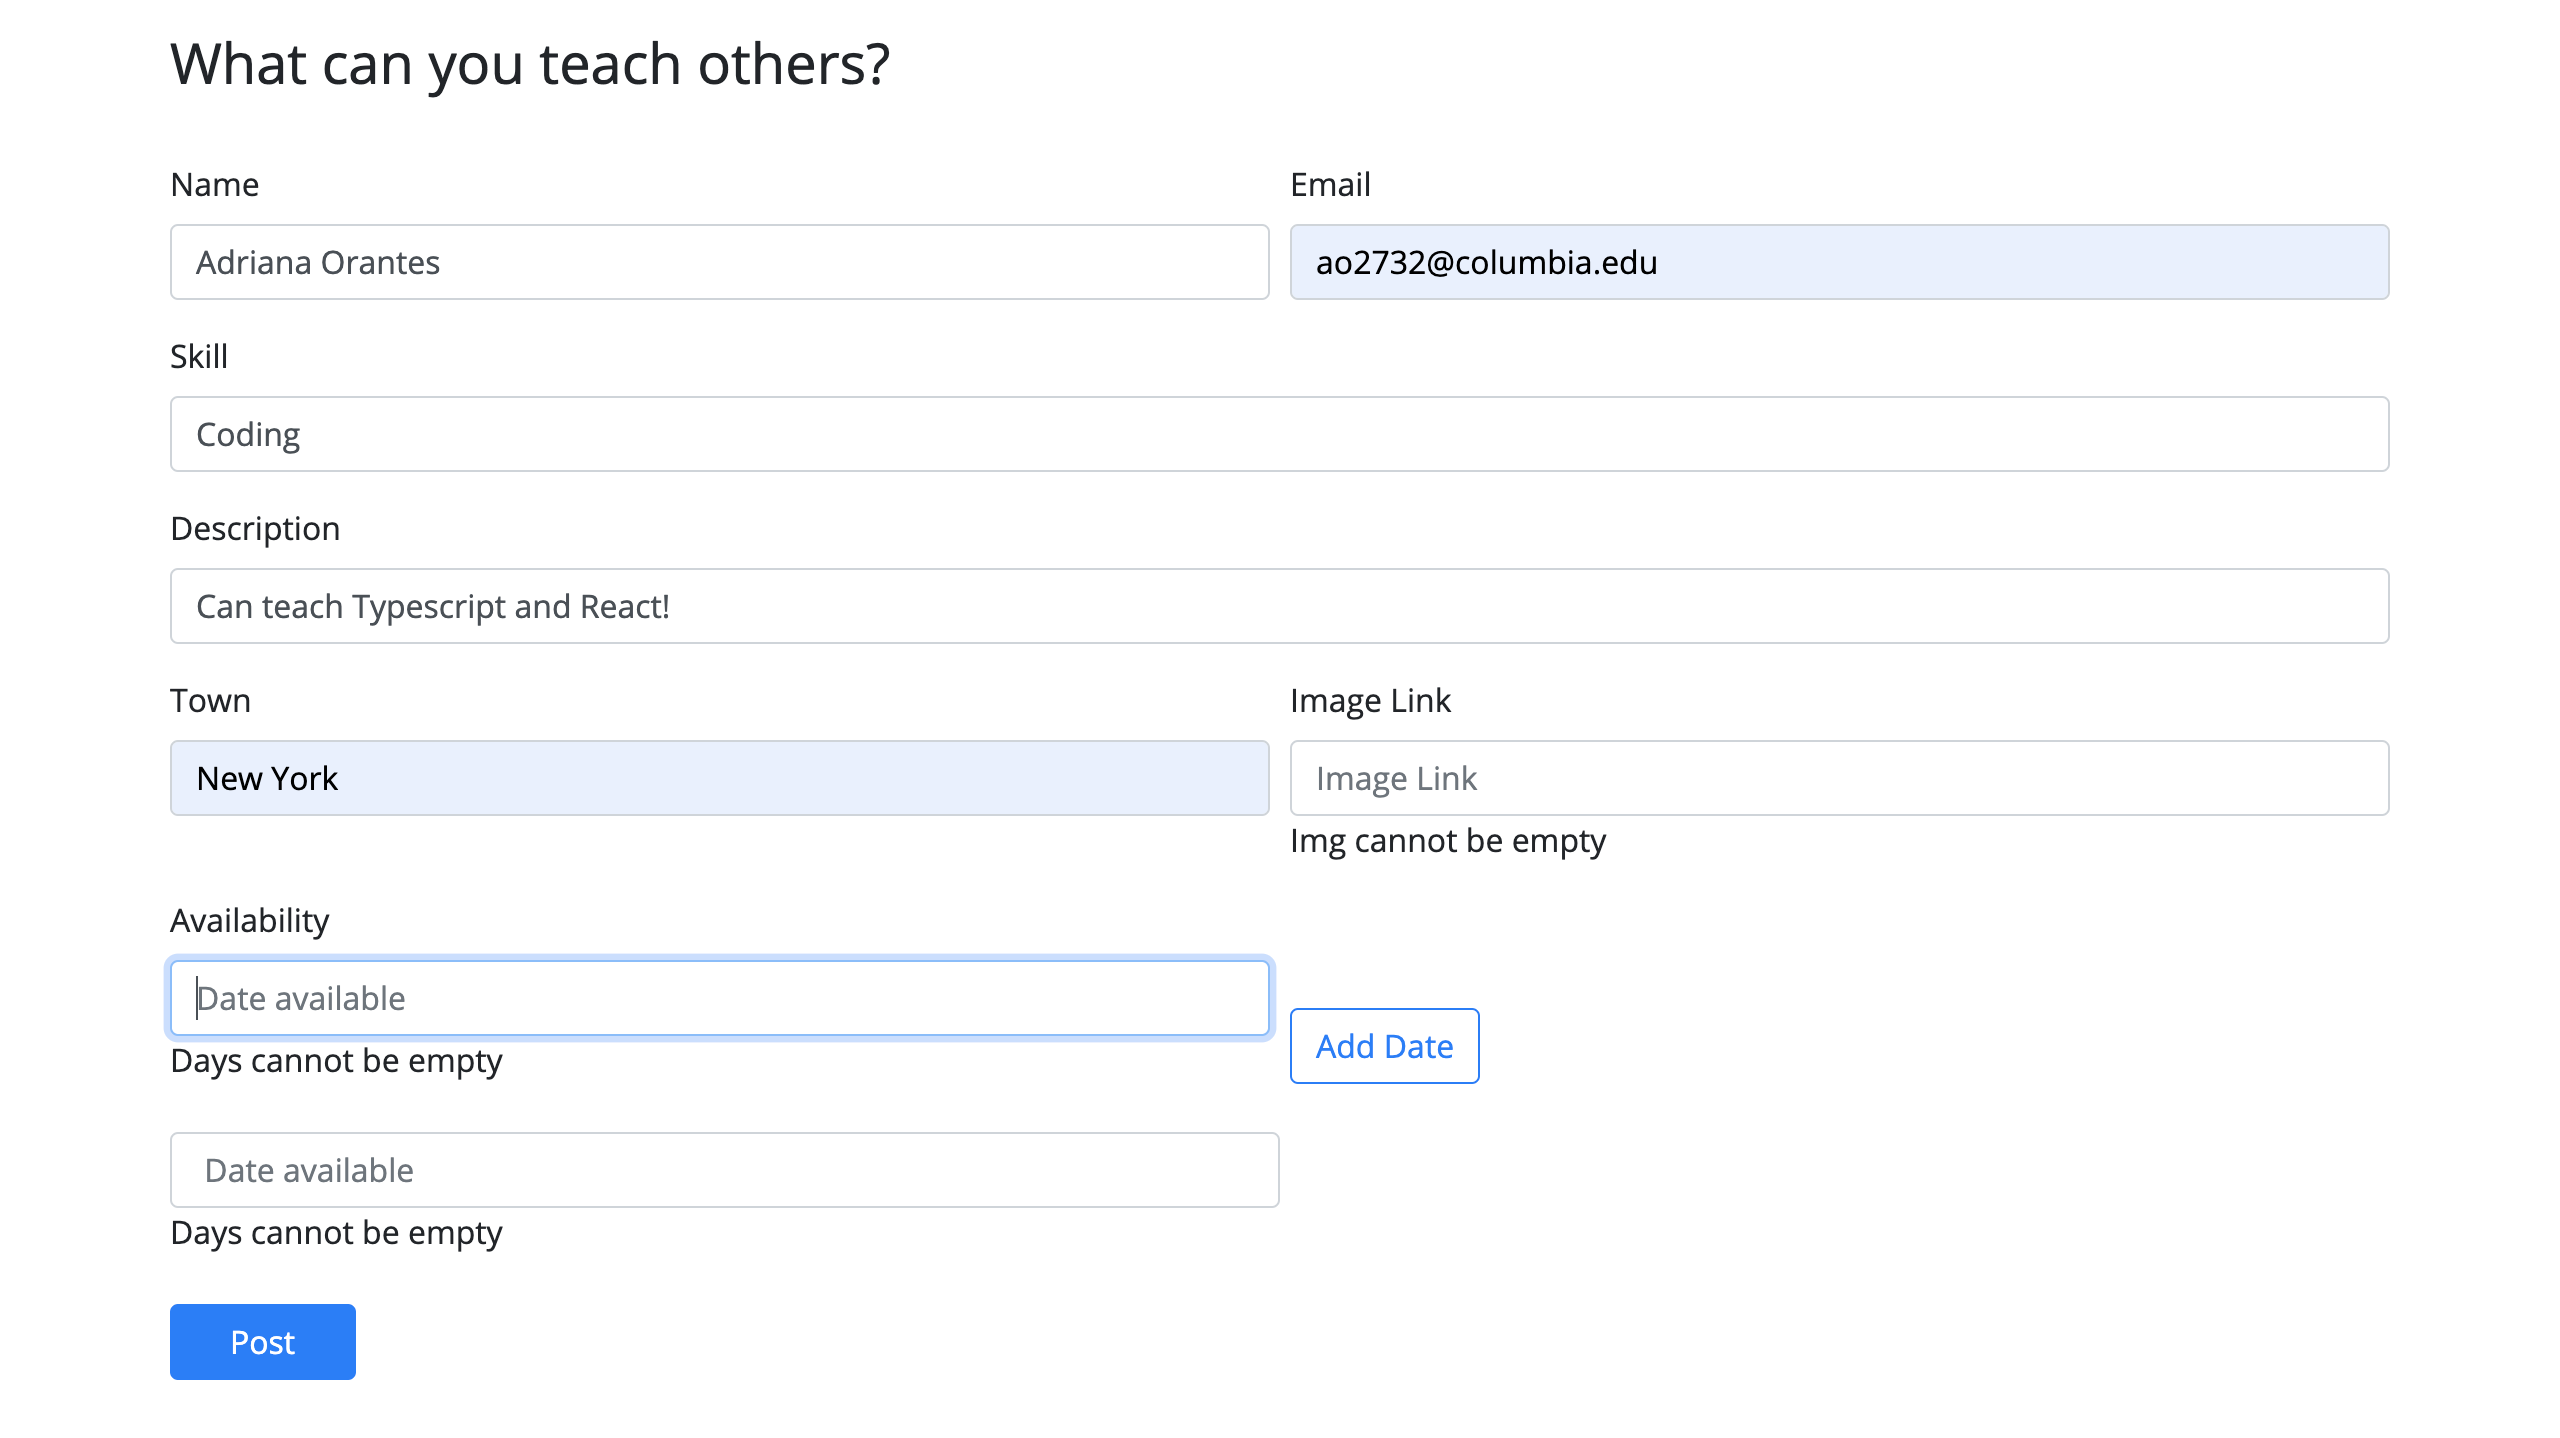 What can you teach others?
Name
Email
Adriana Orantes
ao2732@columbia.edu
Skill
Coding
Description
Can teach Typescript and React!
Town
Image Link
New York
Image Link
Img cannot be empty
Availability
Date available
Add Date
Days cannot be empty
Date available
Days cannot be empty
Post